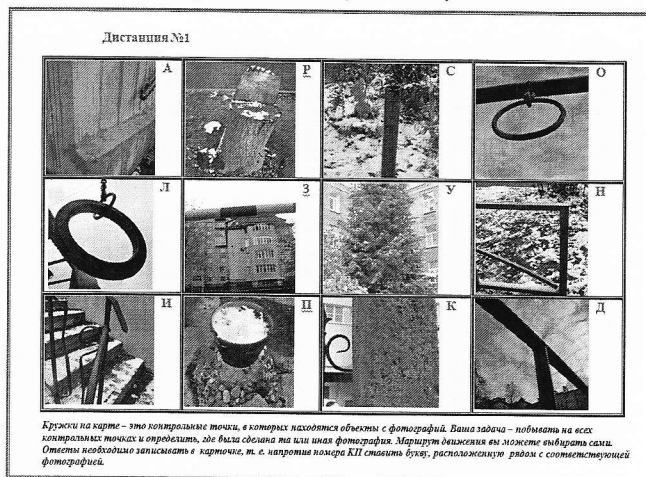 Дистанция №1
А Р С О
Л З У Н
И П К Д
Кружки на карте – это контрольные точки, в которых находятся объекты с фотографий. Ваша задача – побывать на всех
контрольных точках и определить, где была сделана та или иная фотография. Маршрут движения вы можете выбирать сами.
Ответы необходимо записывать в карточке, т. е. напротив номера КП ставить букву, расположенную рядом с соответствующей
фотографией.